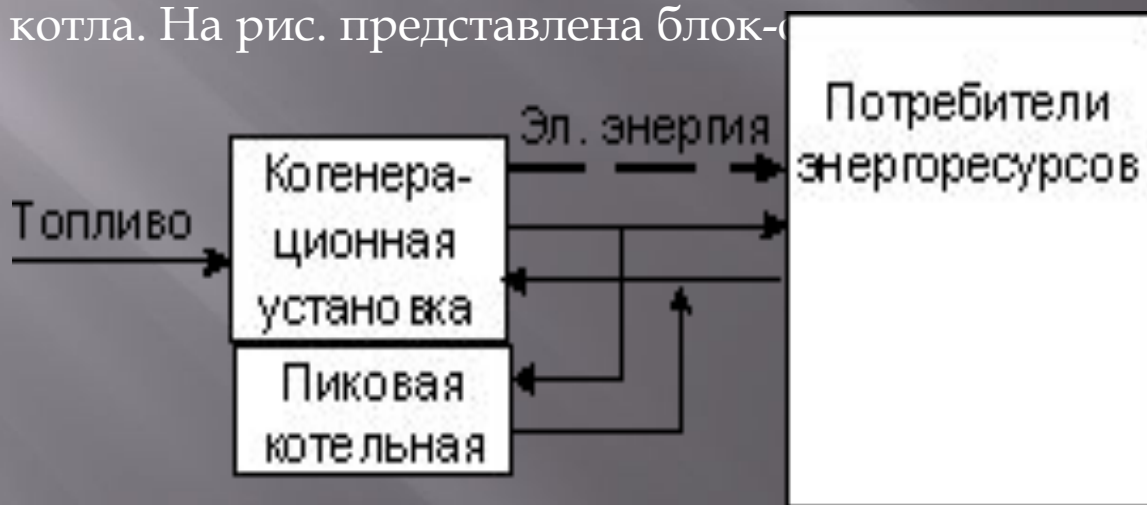 котла. На рис. представлена блок-
Потребители
энергоресурсов
Эл. энергия
Когенера-
ционная
установка
Топливо
Пиковая
котельная